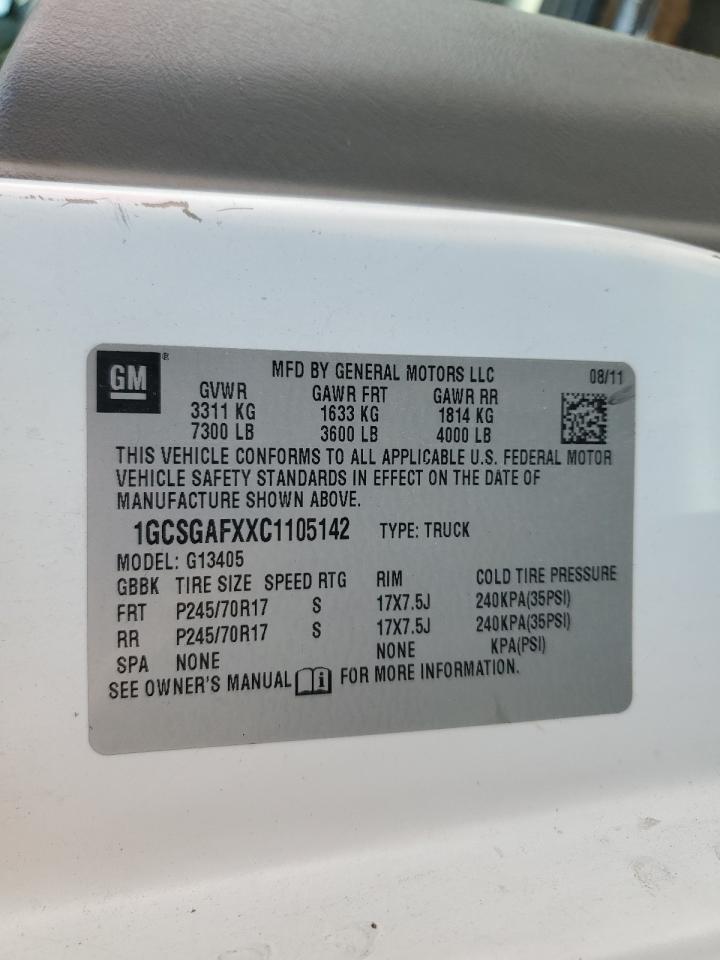 GM ®
MFD BY GENERAL MOTORS LLC 08/11
GVWR GAWR FRT GAWR RR
3311 KG 1633 KG 1814 KG
7300 LB 3600 LB 4000 LB
THIS VEHICLE CONFORMS TO ALL APPLICABLE U.S. FEDERAL MOTOR
VEHICLE SAFETY STANDARDS IN EFFECT ON THE DATE OF
MANUFACTURE SHOWN ABOVE.
1GCSGAFXXC1105142 TYPE: TRUCK
MODEL: G13405
GBBK TIRE SIZE SPEED RTG RIM COLD TIRE PRESSURE
FRT P245/70R17 S 17X7.5J 240KPA(35PSI)
RR P245/70R17 S 17X7.5J 240KPA(35PSI)
SPA NONE NONE KPA(PSI)
SEE OWNER'S MANUAL i FOR MORE INFORMATION.